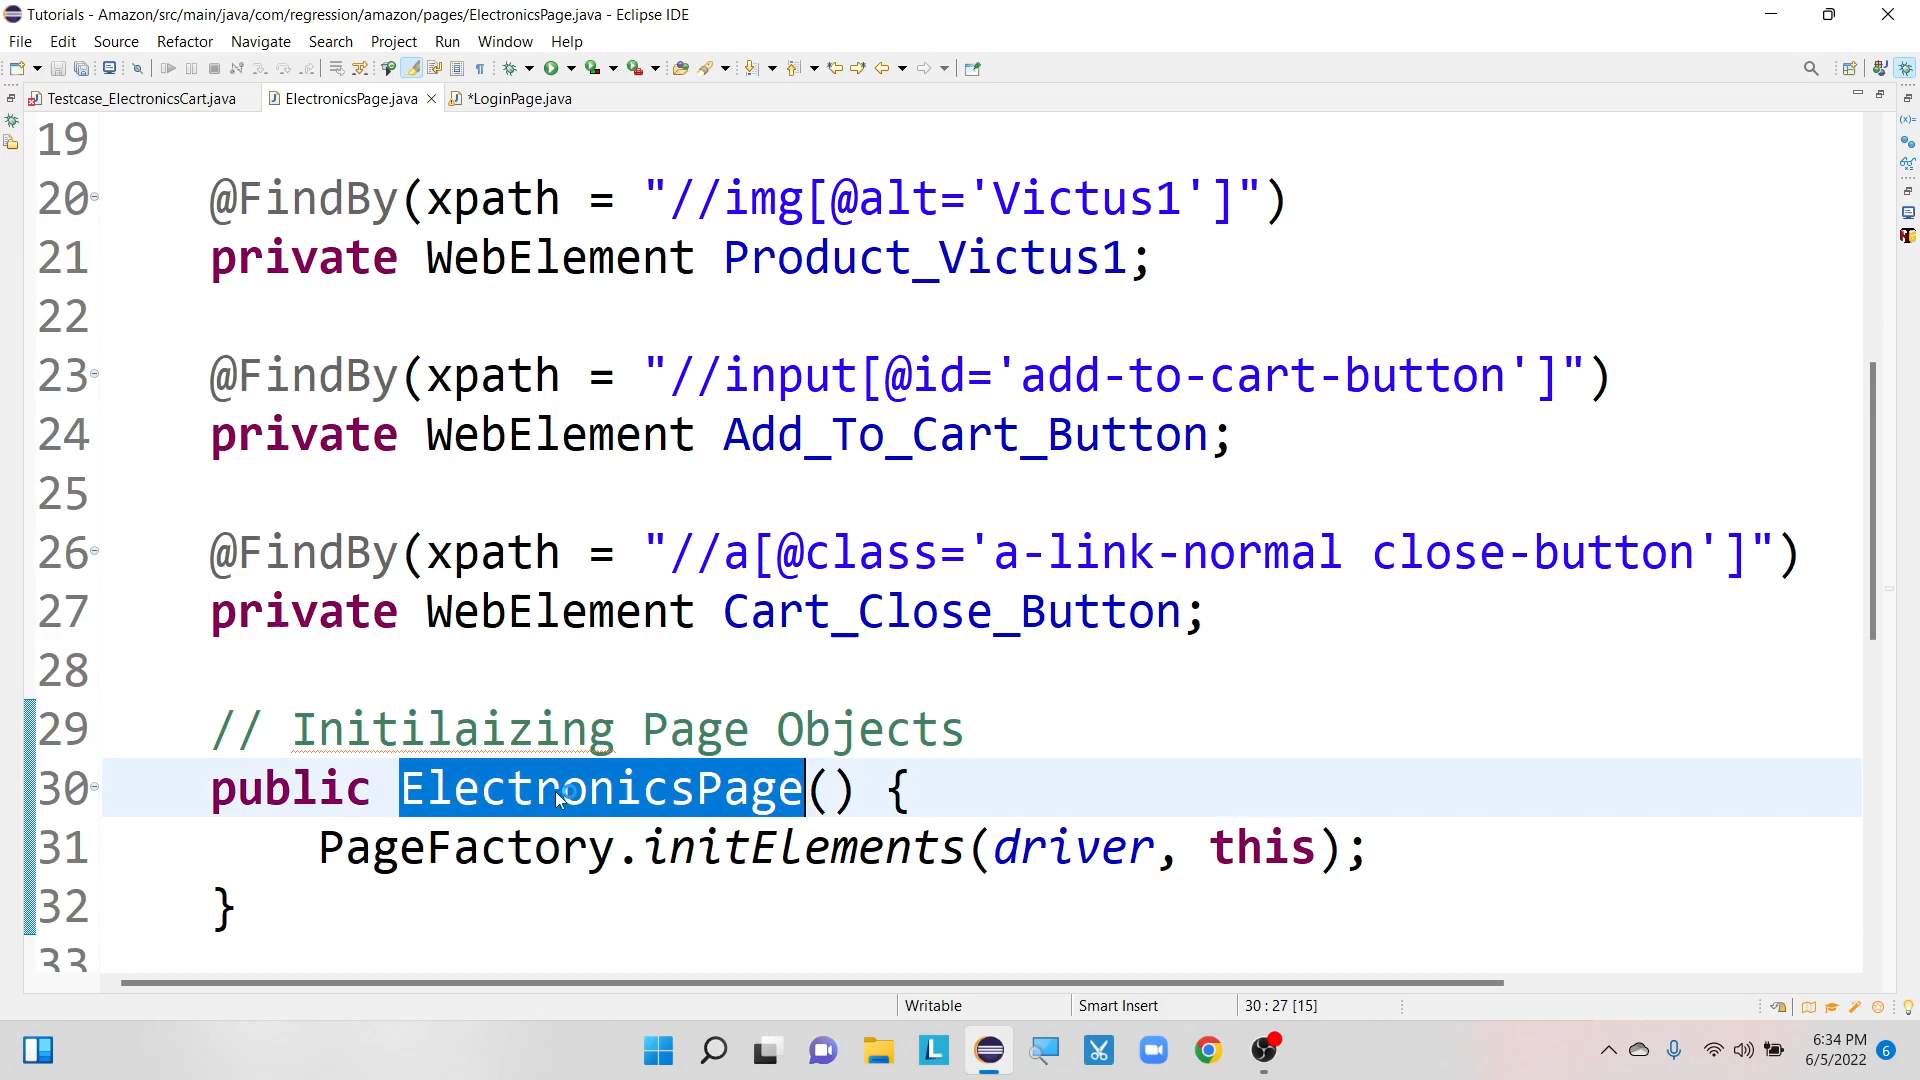 Tutorials - Amazon/src/main/java/com/regression/amazon/pages/ElectronicsPage.java - Eclipse IDE
File Edit Source Refactor Navigate Search Project Run Window Help
Testcase_ElectronicsCart.java ElectronicsPage.java *LoginPage.java
19
20 @FindBy(xpath = "//img[@alt='Victus1']")
21 private WebElement Product_Victus1;
22
23 @FindBy(xpath = "//input[@id='add-to-cart-button']")
24 private WebElement Add_To_Cart_Button;
25
26 @FindBy(xpath = "//a[@class='a-link-normal close-button']")
27 private WebElement Cart_Close_Button;
28
29 // Initilaizing Page Objects
30 public ElectronicsPage() {
31 PageFactory.initElements(driver, this);
32 }
33
Writable Smart Insert 30 : 27 [15]
6:34 PM
6/5/2022 6